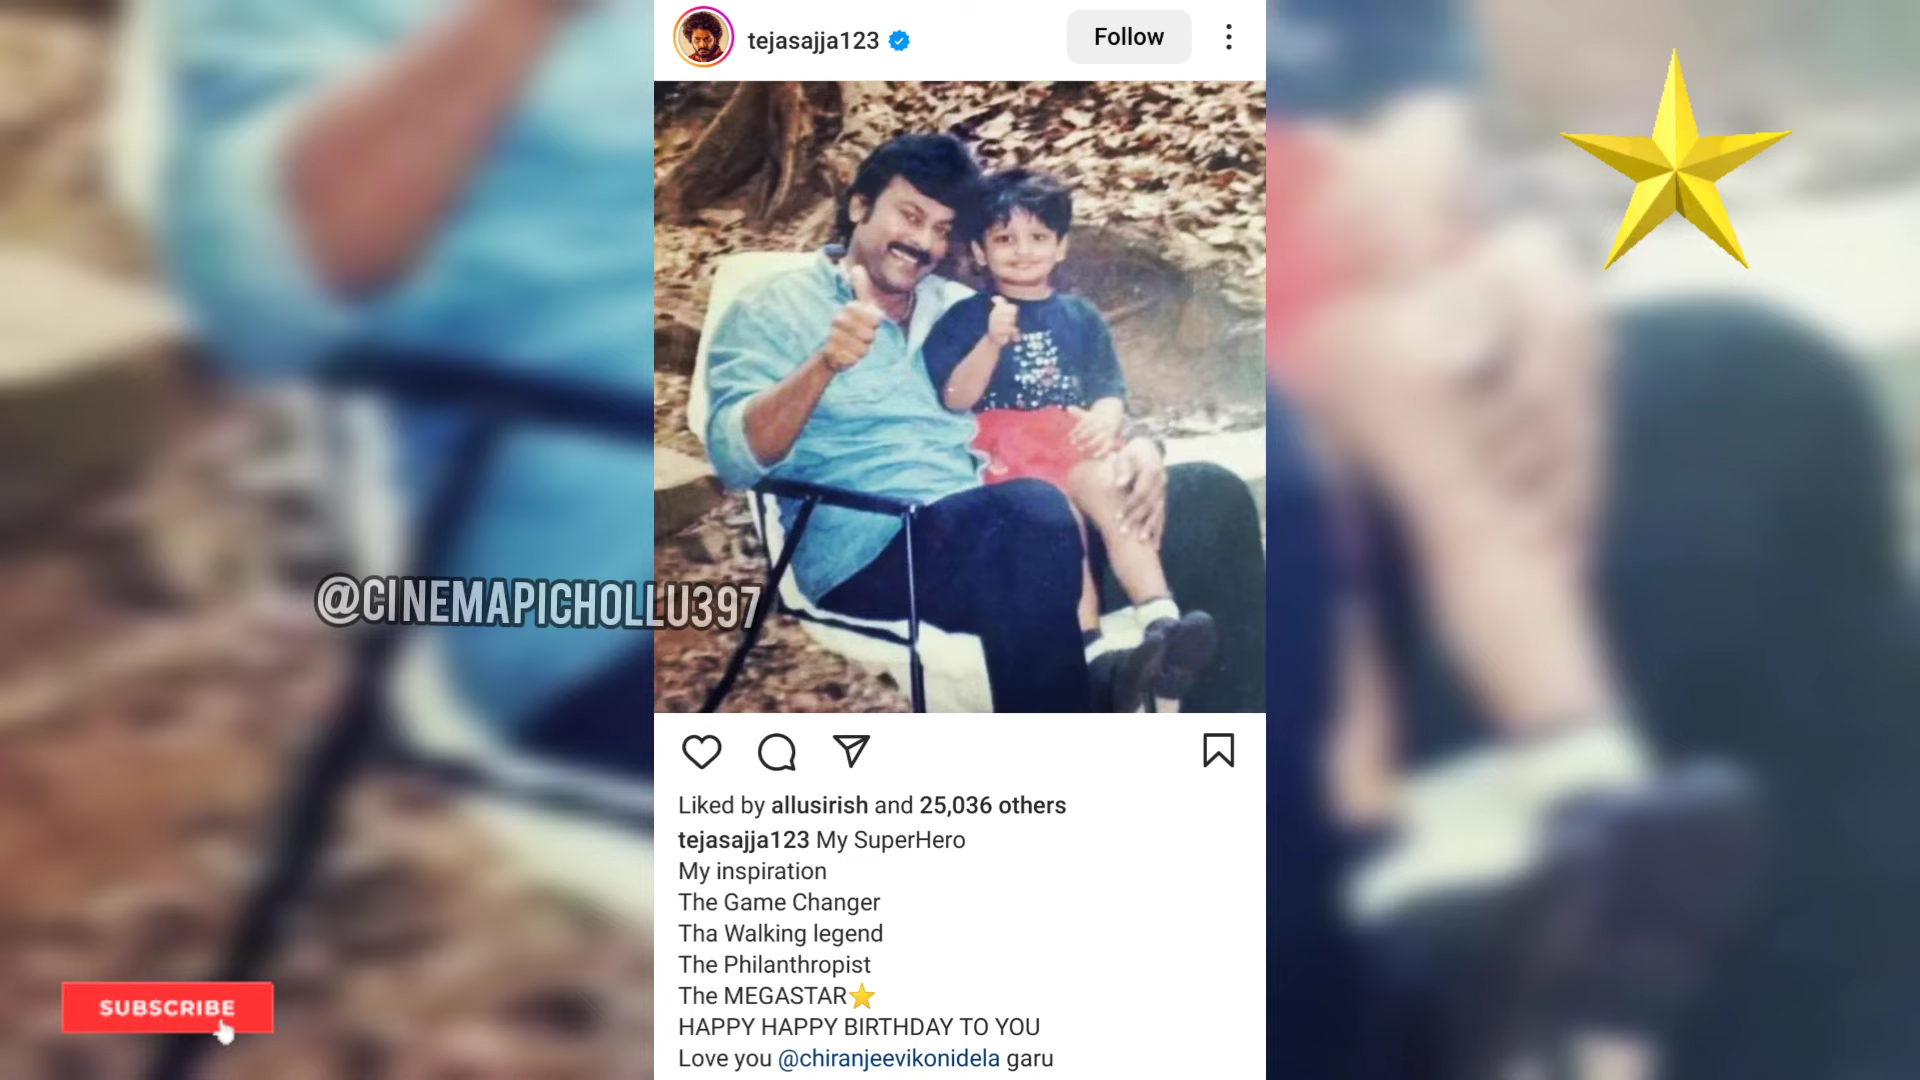 tejasajja123
Follow
@CINEMAPICHOLLU397
Liked by allusirish and 25,036 others
tejasajja123 My SuperHero
My inspiration
The Game Changer
Tha Walking legend
The Philanthropist
The MEGASTAR⭐
HAPPY HAPPY BIRTHDAY TO YOU
Love you @chiranjeevikonidela garu
SUBSCRIBE